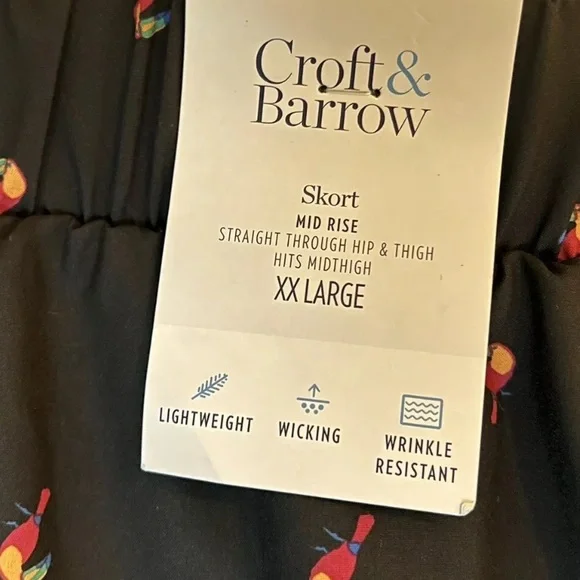 Croft&
Barrow
Skort
MID RISE
STRAIGHT THROUGH HIP & THIGH
HITS MIDTHIGH
XX LARGE
LIGHTWEIGHT
WICKING
WRINKLE
RESISTANT